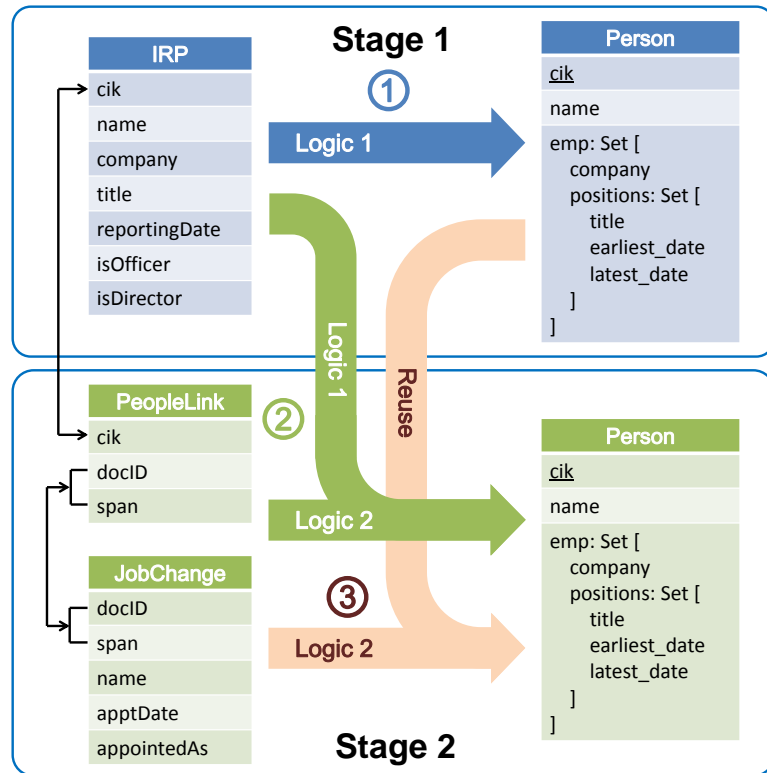 Stage 1
IRP
cik
name
company
title
reportingDate
isOfficer
isDirector
1
Logic 1
Person
cik
name
emp: Set [
company
positions: Set [
title
earliest_date
latest_date
]
]
Logic 1
Reuse
PeopleLink
cik
docID
span
2
Logic 2
JobChange
docID
span
name
apptDate
appointedAs
3
Logic 2
Person
cik
name
emp: Set [
company
positions: Set [
title
earliest_date
latest_date
]
]
Stage 2